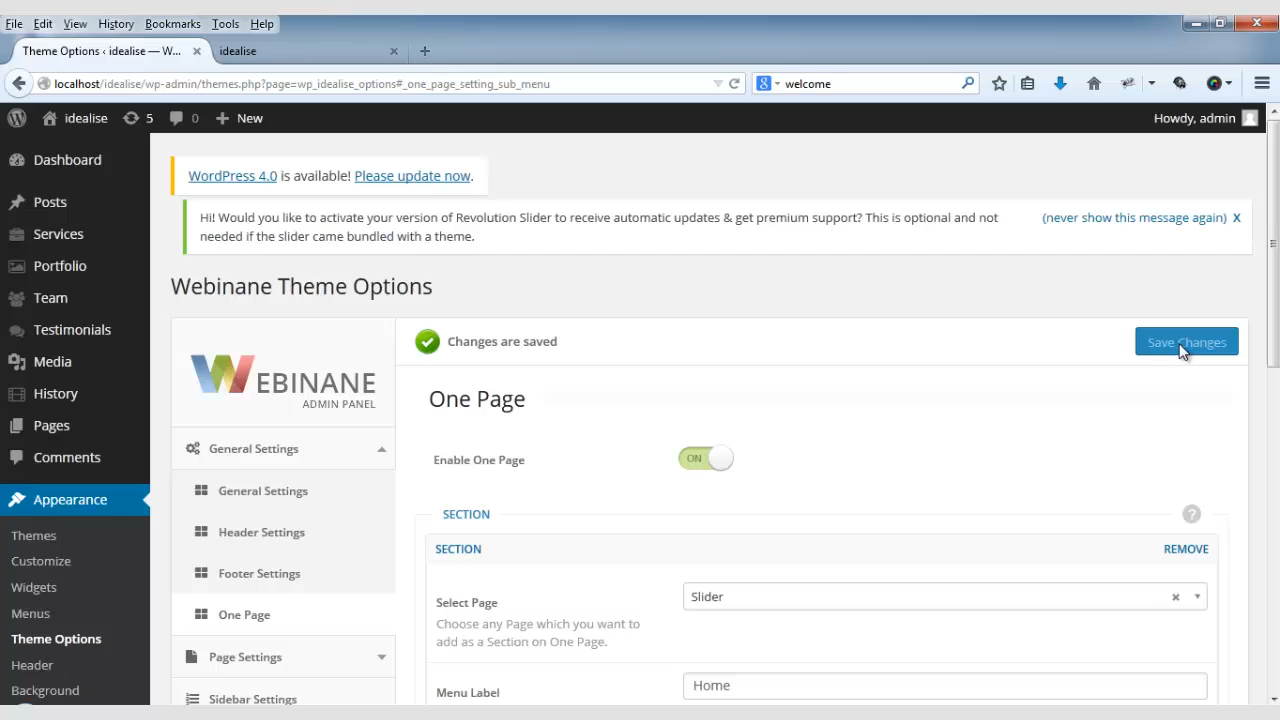 File Edit View History Bookmarks Tools Help
Theme Options ‹ idealise — W...
idealise
localhost/idealise/wp-admin/themes.php?page=wp_idealise_options#_one_page_setting_sub_menu
welcome
idealise 5 0 New
Howdy, admin
Dashboard
Posts
Services
Portfolio
Team
Testimonials
Media
History
Pages
Comments
Appearance
Themes
Customize
Widgets
Menus
Theme Options
Header
Background
WordPress 4.0 is available! Please update now.
Hi! Would you like to activate your version of Revolution Slider to receive automatic updates & get premium support? This is optional and not
needed if the slider came bundled with a theme.
(never show this message again) X
Webinane Theme Options
WEBINANE
ADMIN PANEL
General Settings
General Settings
Header Settings
Footer Settings
One Page
Page Settings
Sidebar Settings
Changes are saved
Save Changes
One Page
Enable One Page
ON
SECTION
?
SECTION
REMOVE
Select Page
Slider
Choose any Page which you want to
add as a Section on One Page.
Menu Label
Home